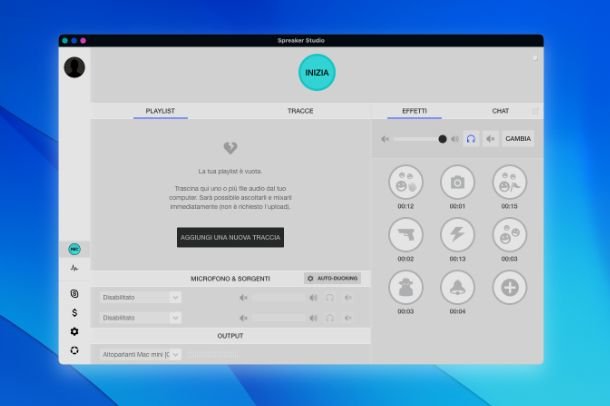 Spreaker Studio
INIZIA
PLAYLIST
TRACCE
EFFETTI
CHAT
CAMBIA
La tua playlist è vuota.
Trascina qui uno o più file audio dal tuo
computer. Sarà possibile ascoltarli e mixarli
immediatamente (non è richiesto l'upload).
AGGIUNGI UNA NUOVA TRACCIA
00:12
00:01
00:15
00:02
00:13
00:03
00:03
00:04
REC
MICROFONO & SORGENTI
AUTO-DUCKING
Disabilitato
Disabilitato
OUTPUT
Altoparlanti Mac mini